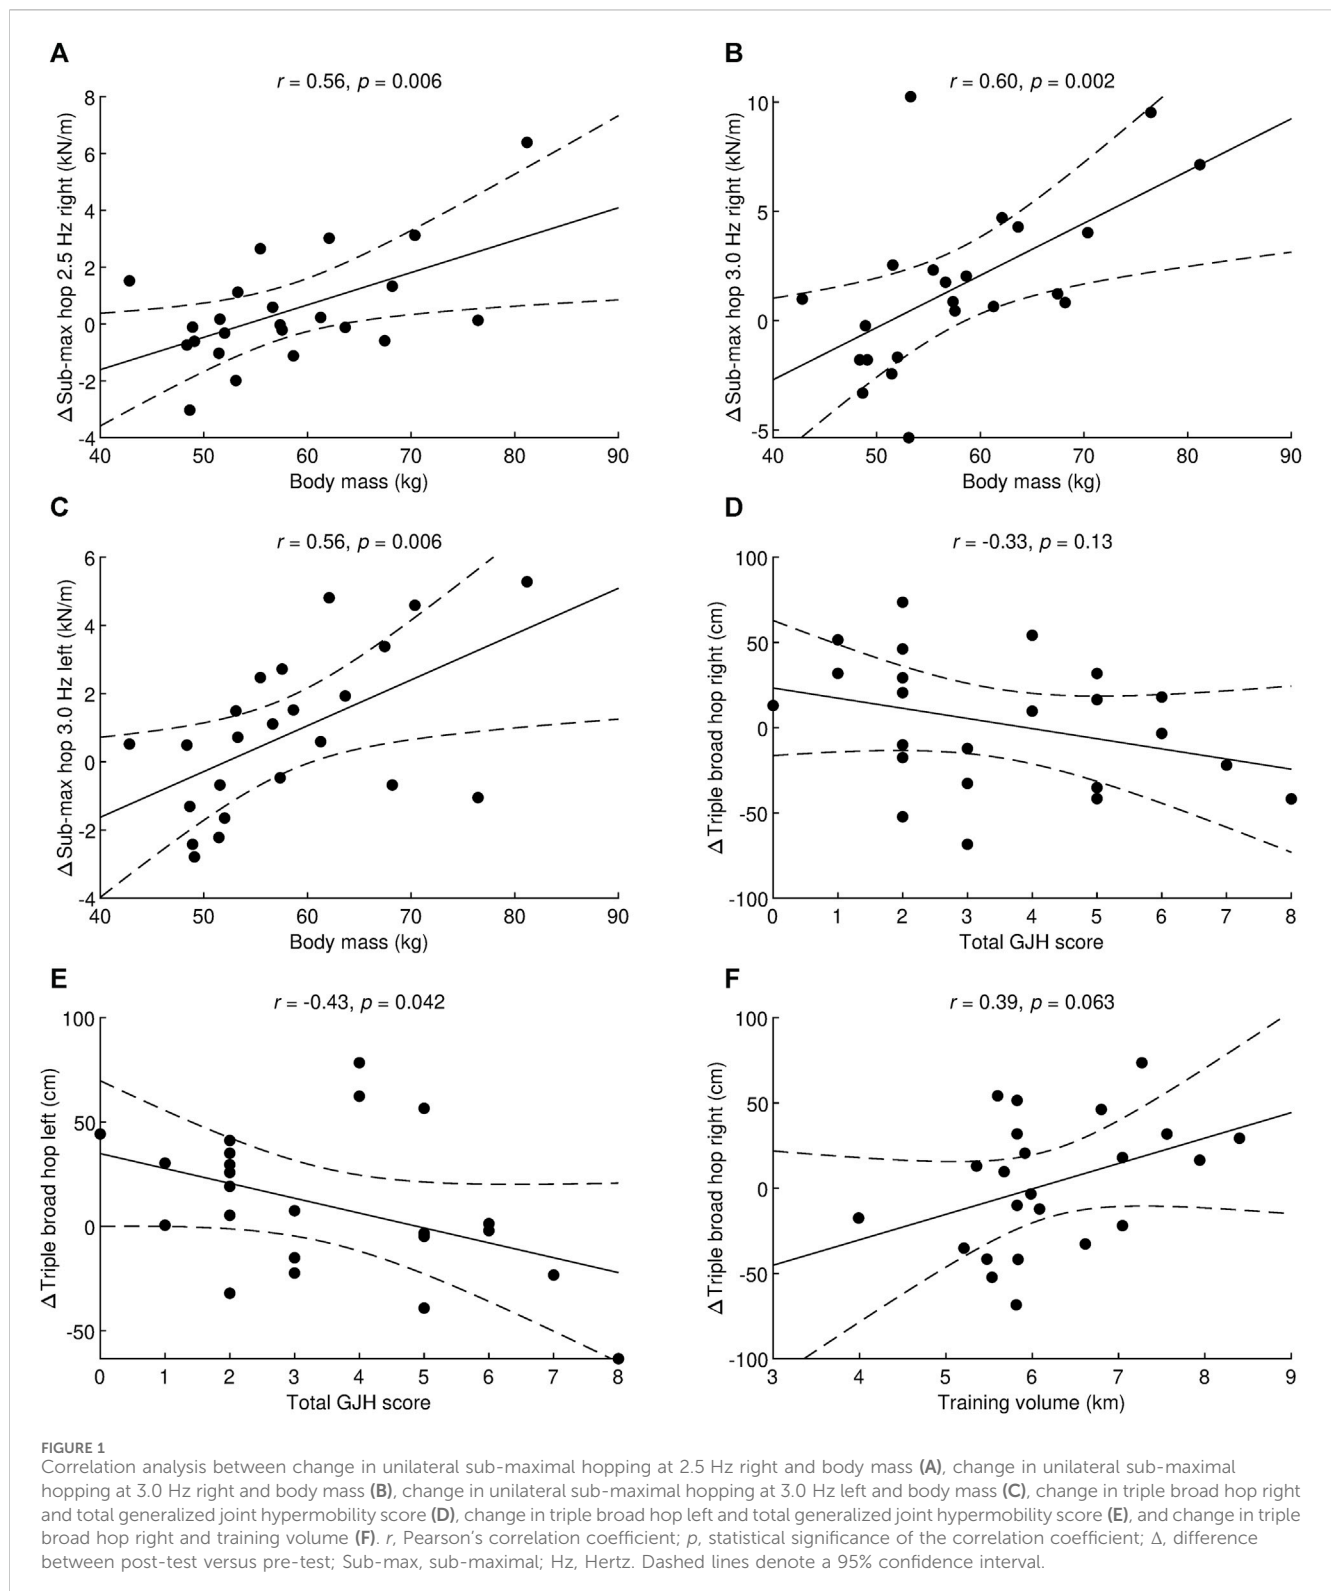 A
r = 0.56, p = 0.006
8
6
4
2
0
-2
-4
40 50 60 70 80 90
Body mass (kg)
Δ Sub-max hop 2.5 Hz right (kN/m)
B
r = 0.60, p = 0.002
10
5
0
-5
40 50 60 70 80 90
Body mass (kg)
Δ Sub-max hop 3.0 Hz right (kN/m)
C
r = 0.56, p = 0.006
6
4
2
0
-2
-4
40 50 60 70 80 90
Body mass (kg)
Δ Sub-max hop 3.0 Hz left (kN/m)
D
r = -0.33, p = 0.13
100
50
0
-50
-100
0 1 2 3 4 5 6 7 8
Total GJH score
Δ Triple broad hop right (cm)
E
r = -0.43, p = 0.042
100
50
0
-50
0 1 2 3 4 5 6 7 8
Total GJH score
Δ Triple broad hop left (cm)
F
r = 0.39, p = 0.063
100
50
0
-50
-100
3 4 5 6 7 8 9
Training volume (km)
Δ Triple broad hop right (cm)
FIGURE 1
Correlation analysis between change in unilateral sub-maximal hopping at 2.5 Hz right and body mass (A), change in unilateral sub-maximal
hopping at 3.0 Hz right and body mass (B), change in unilateral sub-maximal hopping at 3.0 Hz left and body mass (C), change in triple broad hop right
and total generalized joint hypermobility score (D), change in triple broad hop left and total generalized joint hypermobility score (E), and change in triple
broad hop right and training volume (F). r, Pearson's correlation coefficient; p, statistical significance of the correlation coefficient; Δ, difference
between post-test versus pre-test; Sub-max, sub-maximal; Hz, Hertz. Dashed lines denote a 95% confidence interval.